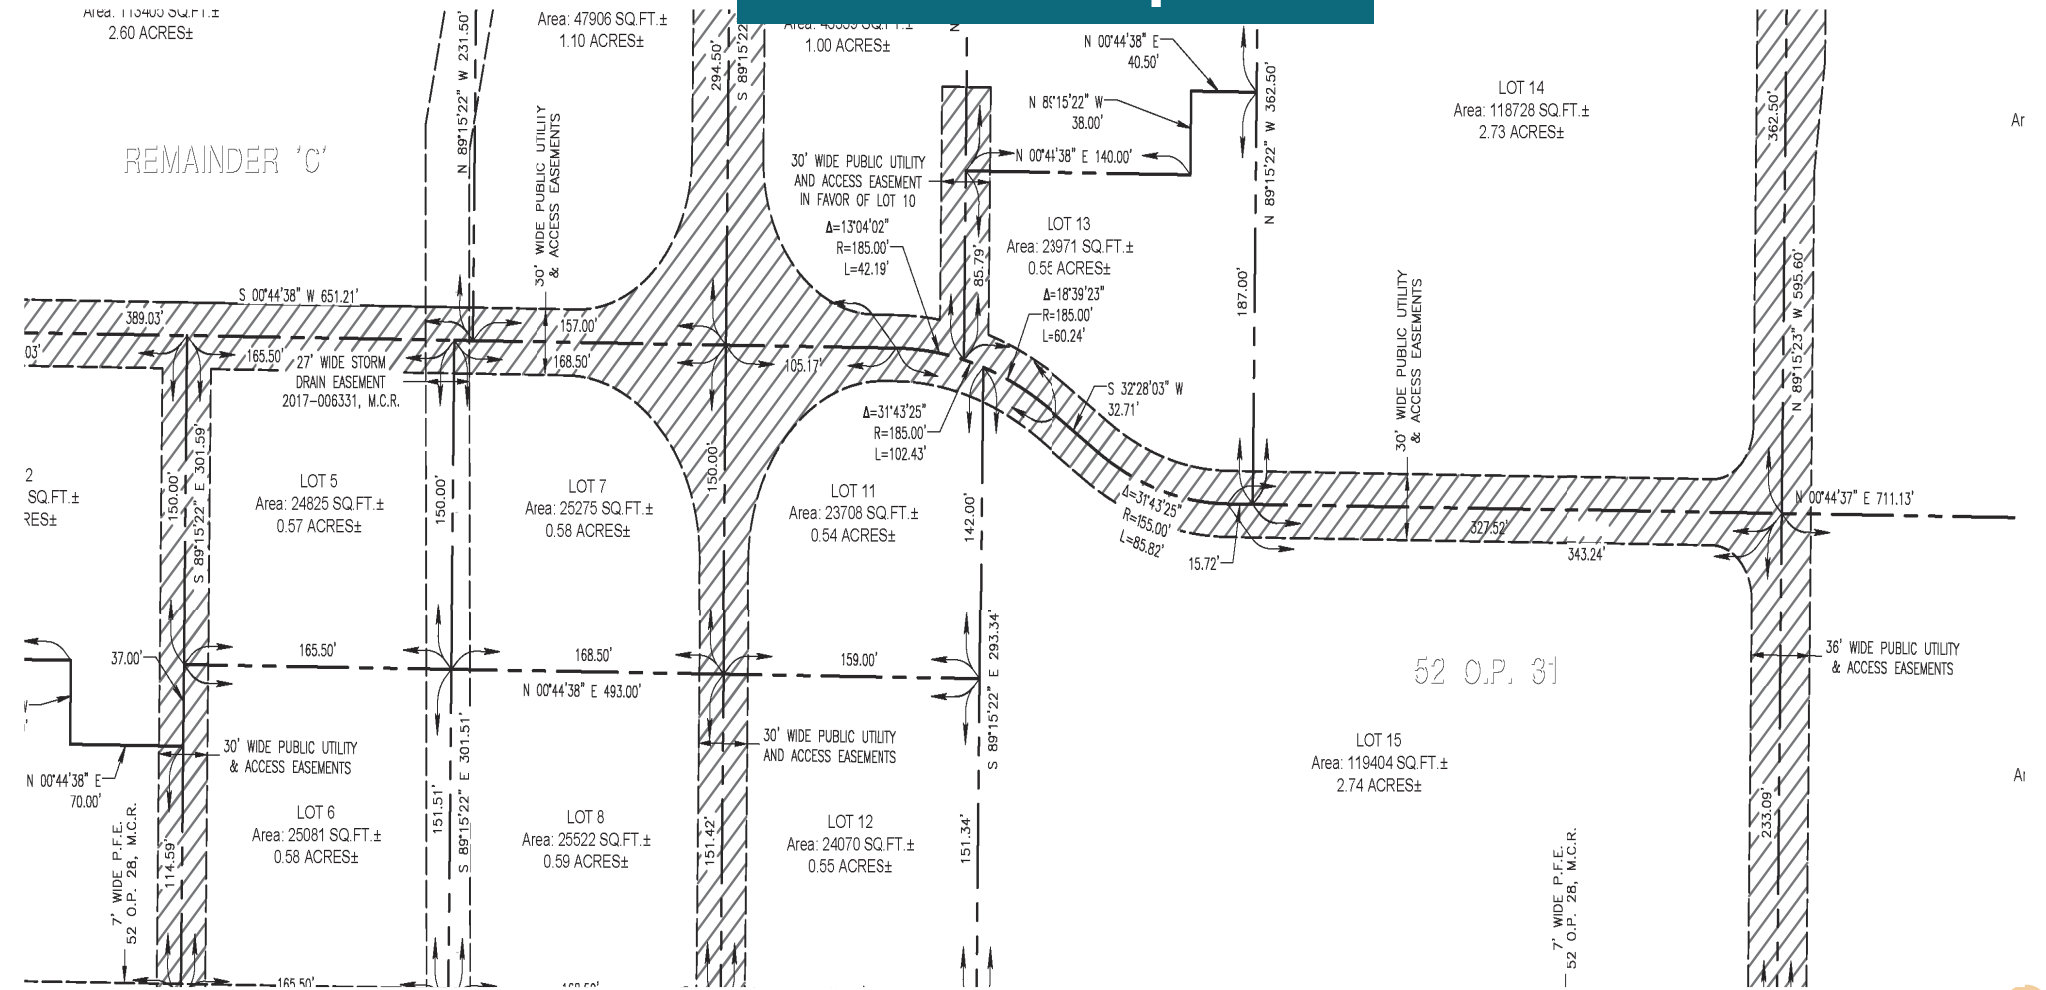 2.60 ACRES±
N 89°15'22" W 231.50'
Area: 47906 SQ.FT.±
1.10 ACRES±
294.50'
S 89°15'22
1.00 ACRES±
N
N 00°44'38" E
40.50'
N 89°15'22" W 362.50'
N 8 15'22" W
38.00'
LOT 14
Area: 118728 SQ.FT.±
2.73 ACRES±
362.50'
Ar
REMAINDER 'C'
30' WIDE PUBLIC UTILITY
& ACCESS EASEMENTS
30' WIDE PUBLIC UTILITY
AND ACCESS EASEMENT
IN FAVOR OF LOT 10
N 00°44'38" E 140.00'
Δ=13°04'02"
R=185.00'
L=42.19'
85.79'
LOT 13
Area: 23971 SQ.FT.±
0.55 ACRES±
Δ=18°39'23"
R=185.00'
L=60.24'
187.00'
30' WIDE PUBLIC UTILITY
& ACCESS EASEMENTS
N 89°15'23" W 595.60'
S 00°44'38" W 651.21'
389.03'
03'
165.50'
157.00'
168.50'
105.17'
27' WIDE STORM
DRAIN EASEMENT
2017-006331, M.C.R.
S 32°28'03" W
32.71'
Δ=31°43'25"
R=185.00'
L=102.43'
2
SQ.FT.±
RES±
150.00'
S 89°15'22" E 301.59'
LOT 5
Area: 24825 SQ.FT.±
0.57 ACRES±
150.00'
LOT 7
Area: 25275 SQ.FT.±
0.58 ACRES±
150.00'
LOT 11
Area: 23708 SQ.FT.±
0.54 ACRES±
142.00'
Δ=31°43'25"
R=155.00'
L=85.82'
15.72'
327.52'
343.24'
N 00°44'37" E 711.13'
37.00'
165.50'
168.50'
N 00°44'38" E 493.00'
159.00'
S 89°15'22" E 293.34'
52 O.P. 31
36' WIDE PUBLIC UTILITY
& ACCESS EASEMENTS
30' WIDE PUBLIC UTILITY
& ACCESS EASEMENTS
30' WIDE PUBLIC UTILITY
AND ACCESS EASEMENTS
N 00°44'38" E
70.00'
LOT 15
Area: 119404 SQ.FT.±
2.74 ACRES±
7' WIDE P.F.E.
52 O.P. 28, M.C.R.
114.59'
LOT 6
Area: 25081 SQ.FT.±
0.58 ACRES±
151.51'
S 89°15'22" E 301.51'
LOT 8
Area: 25522 SQ.FT.±
0.59 ACRES±
151.42'
LOT 12
Area: 24070 SQ.FT.±
0.55 ACRES±
151.34'
7' WIDE P.F.E.
52 O.P. 28, M.C.R.
233.09'
165.50'
168.50'